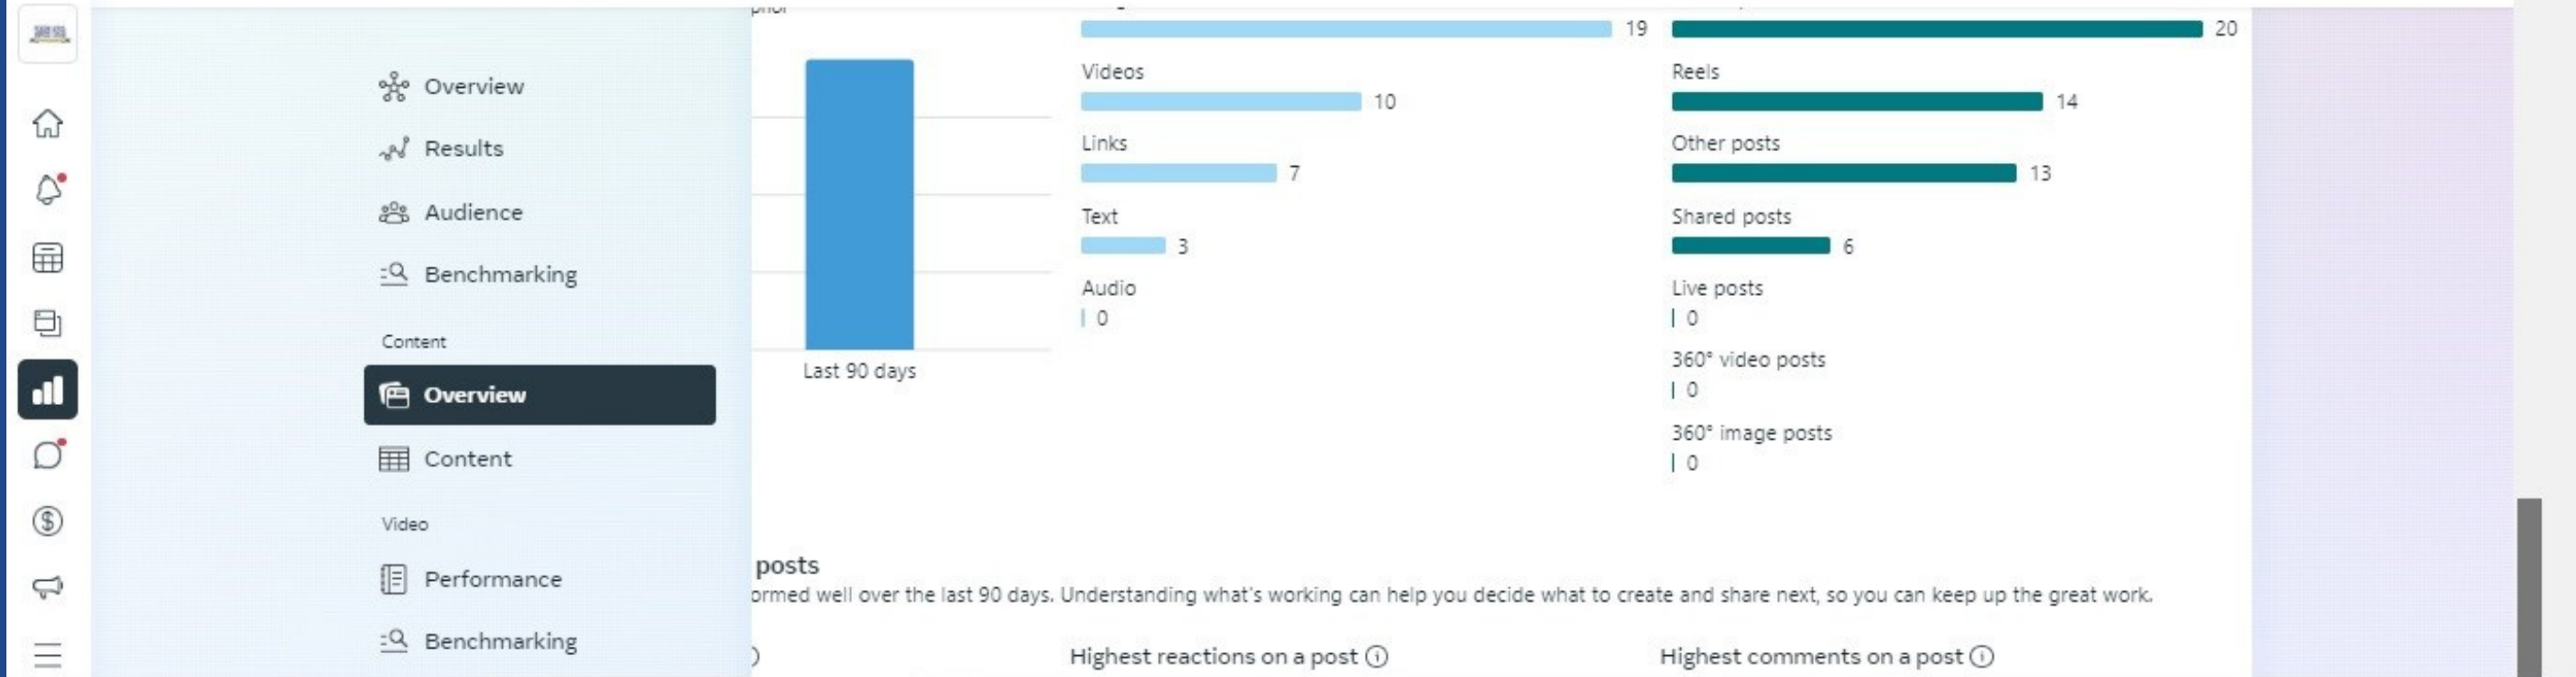 Overview
Results
Audience
Benchmarking
Content
Overview
Content
Video
Performance
Benchmarking
Last 90 days
19
Videos
10
Links
7
Text
3
Audio
0
20
Reels
14
Other posts
13
Shared posts
6
Live posts
0
360° video posts
0
360° image posts
0
posts
ormed well over the last 90 days. Understanding what's working can help you decide what to create and share next, so you can keep up the great work.
Highest reactions on a post
Highest comments on a post